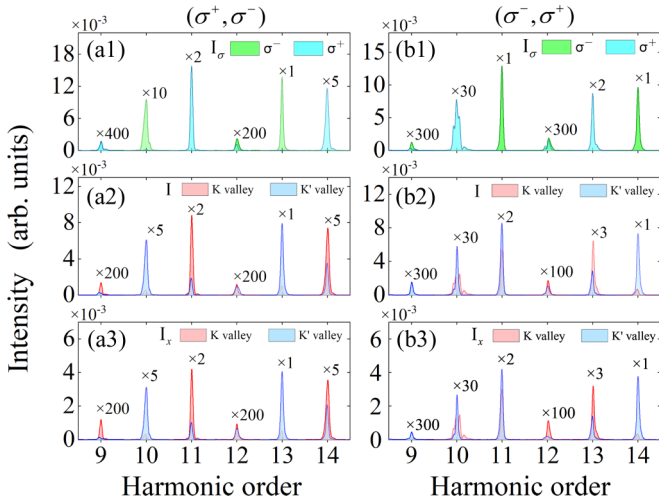 (σ⁺, σ⁻)
(σ⁻, σ⁺)
Intensity (arb. units)
×10⁻³
(a1) I_σ σ⁻ σ⁺
18
12
6
0
×400 ×10 ×2 ×200 ×1 ×5
×10⁻³
(b1) I_σ σ⁻ σ⁺
15
10
5
0
×300 ×30 ×1 ×300 ×2 ×1
×10⁻³
(a2) I K valley K' valley
12
8
4
0
×200 ×5 ×2 ×200 ×1 ×5
×10⁻³
(b2) I K valley K' valley
12
8
4
0
×300 ×30 ×2 ×100 ×3 ×1
×10⁻³
(a3) I_x K valley K' valley
6
4
2
0
×200 ×5 ×2 ×200 ×1 ×5
9 10 11 12 13 14
Harmonic order
×10⁻³
(b3) I_x K valley K' valley
6
4
2
0
×300 ×30 ×2 ×100 ×3 ×1
9 10 11 12 13 14
Harmonic order